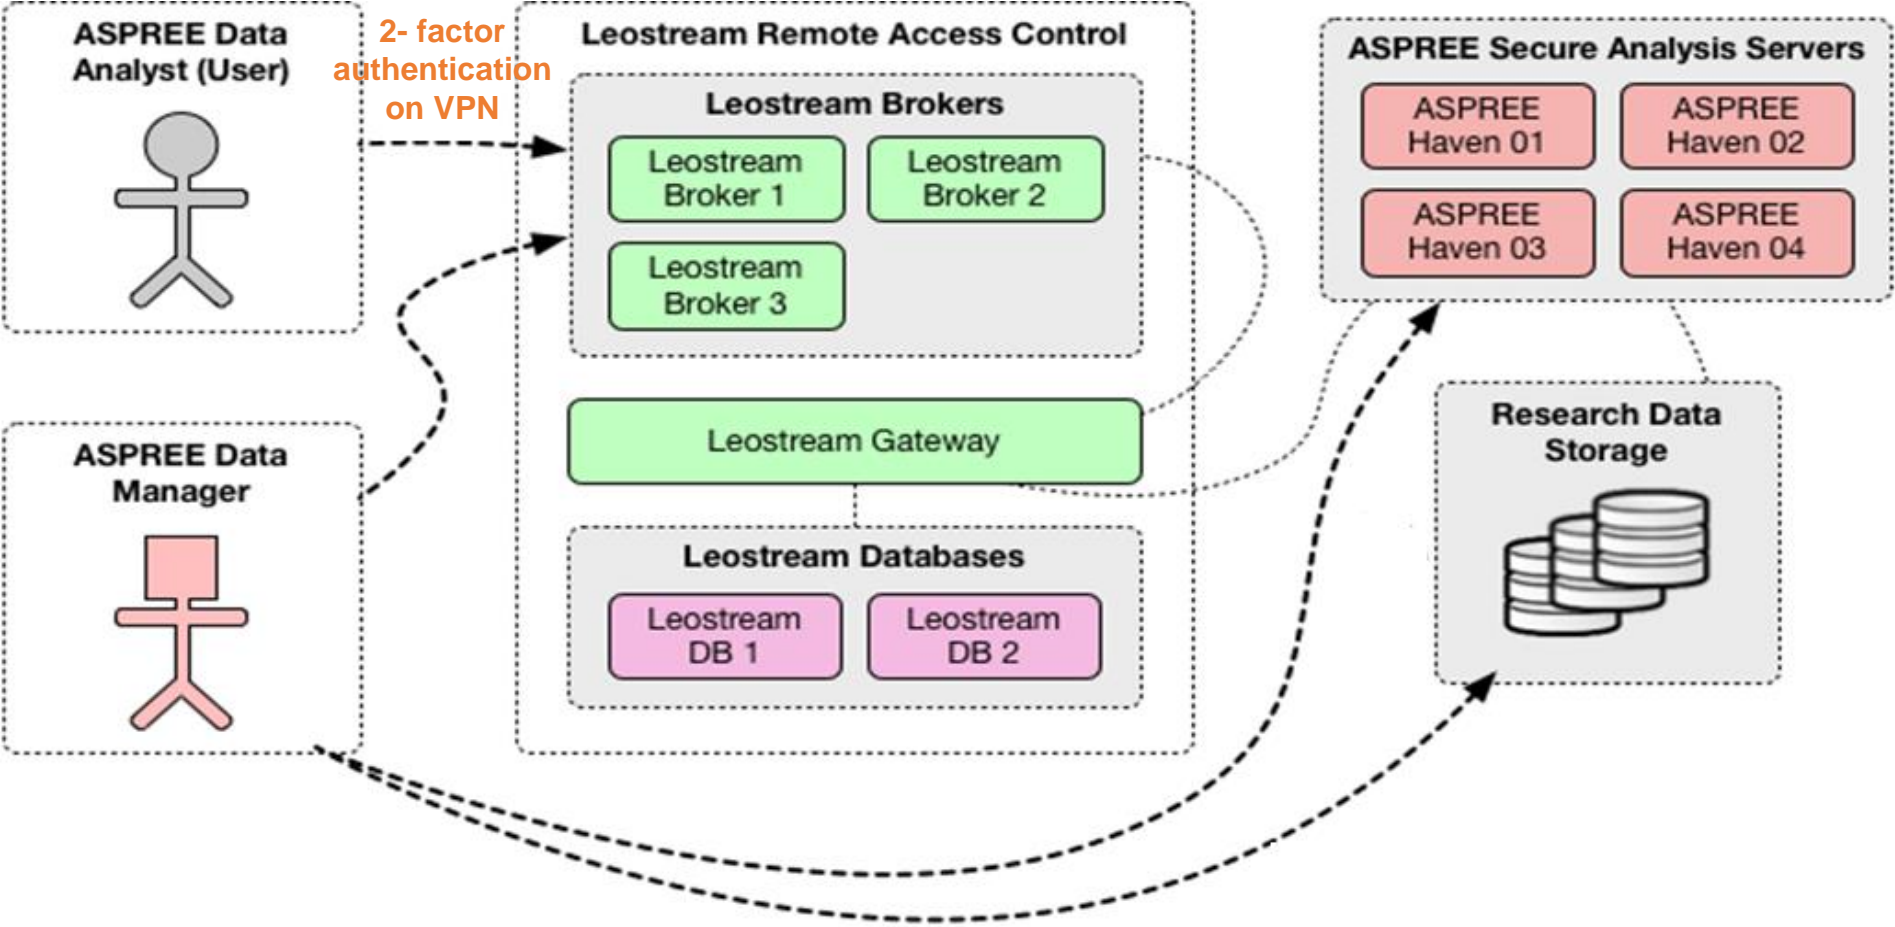 ASPREE Data
Analyst (User)
2- factor
authentication
on VPN
Leostream Remote Access Control
Leostream Brokers
Leostream
Broker 1
Leostream
Broker 2
Leostream
Broker 3
Leostream Gateway
Leostream Databases
Leostream
DB 1
Leostream
DB 2
ASPREE Data
Manager
ASPREE Secure Analysis Servers
ASPREE
Haven 01
ASPREE
Haven 02
ASPREE
Haven 03
ASPREE
Haven 04
Research Data
Storage